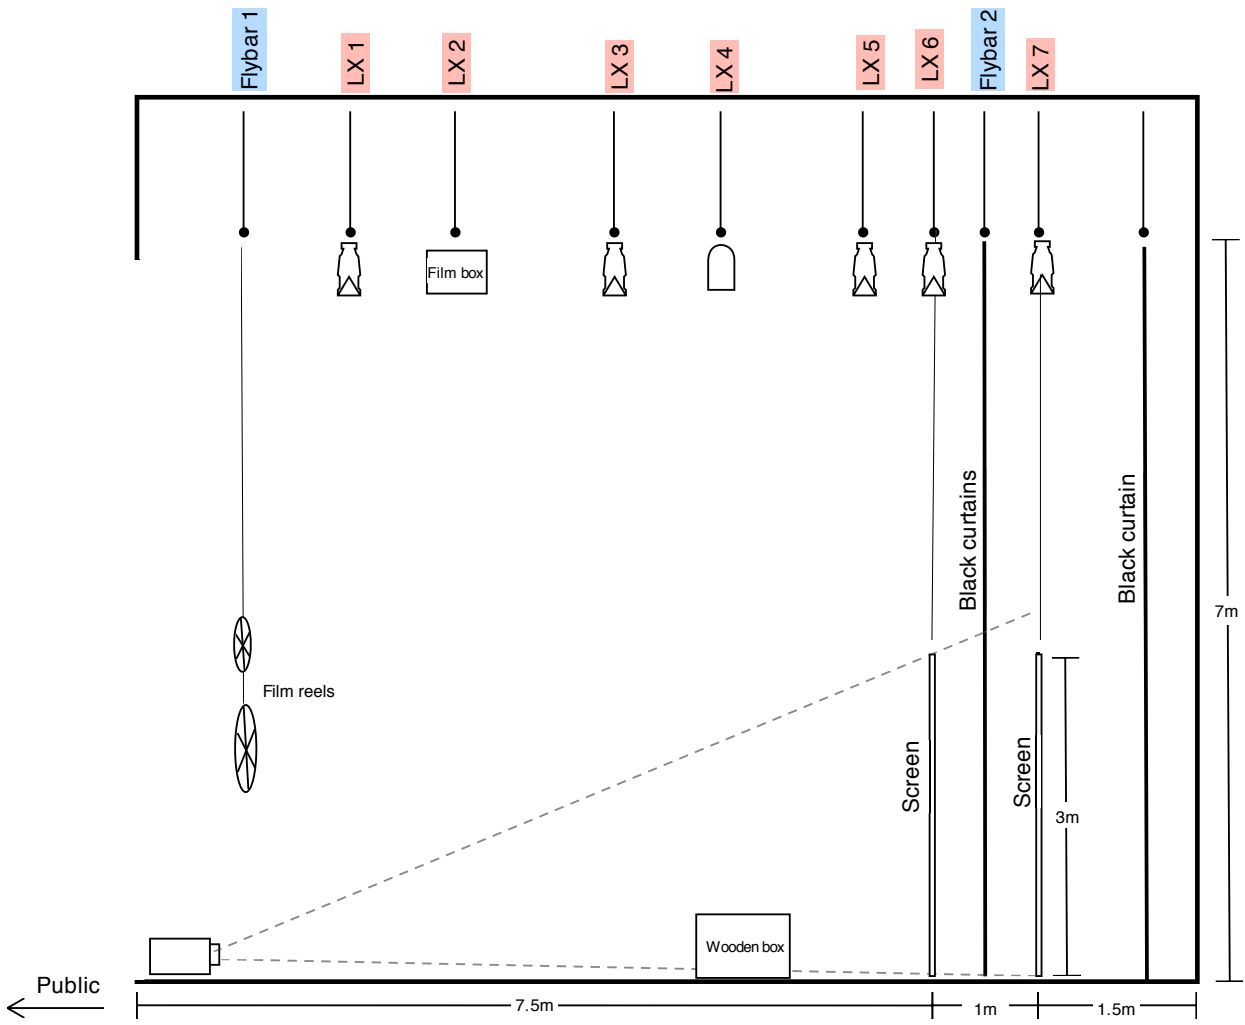 Flybar 1
LX 1
LX 2
LX 3
LX 4
LX 5
LX 6
Flybar 2
LX 7
Film box
Black curtains
Black curtain
7m
Film reels
Screen
Screen
3m
Wooden box
Public
7.5m
1m
1.5m